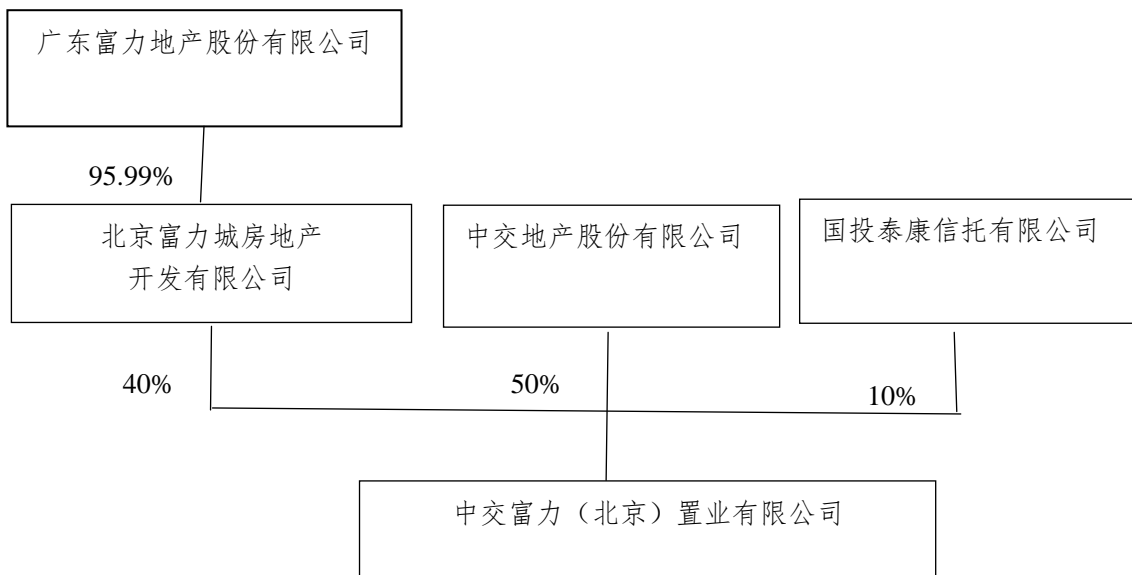 广东富力地产股份有限公司
95.99%
北京富力城房地产
开发有限公司
中交地产股份有限公司
国投泰康信托有限公司
40%
50%
10%
中交富力（北京）置业有限公司